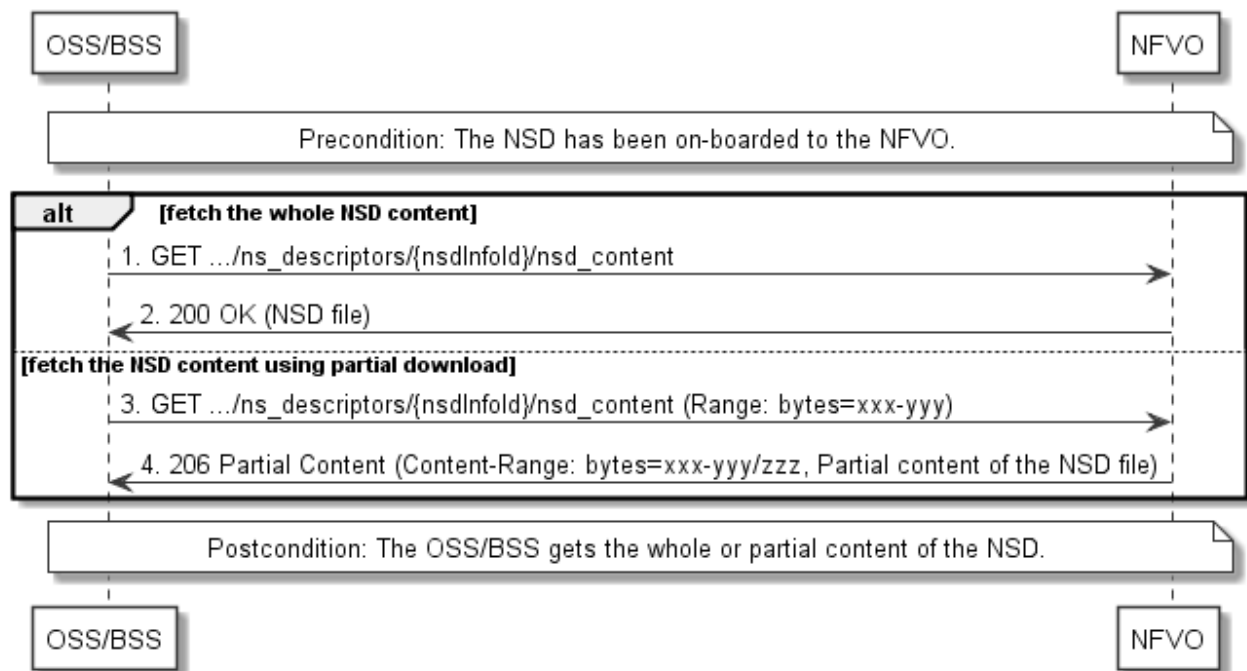 OSS/BSS
NFVO
Precondition: The NSD has been on-boarded to the NFVO.
alt
[fetch the whole NSD content]
1. GET .../ns_descriptors/{nsdInfoId}/nsd_content
2. 200 OK (NSD file)
[fetch the NSD content using partial download]
3. GET .../ns_descriptors/{nsdInfoId}/nsd_content (Range: bytes=xxx-yyy)
4. 206 Partial Content (Content-Range: bytes=xxx-yyy/zzz, Partial content of the NSD file)
Postcondition: The OSS/BSS gets the whole or partial content of the NSD.
OSS/BSS
NFVO